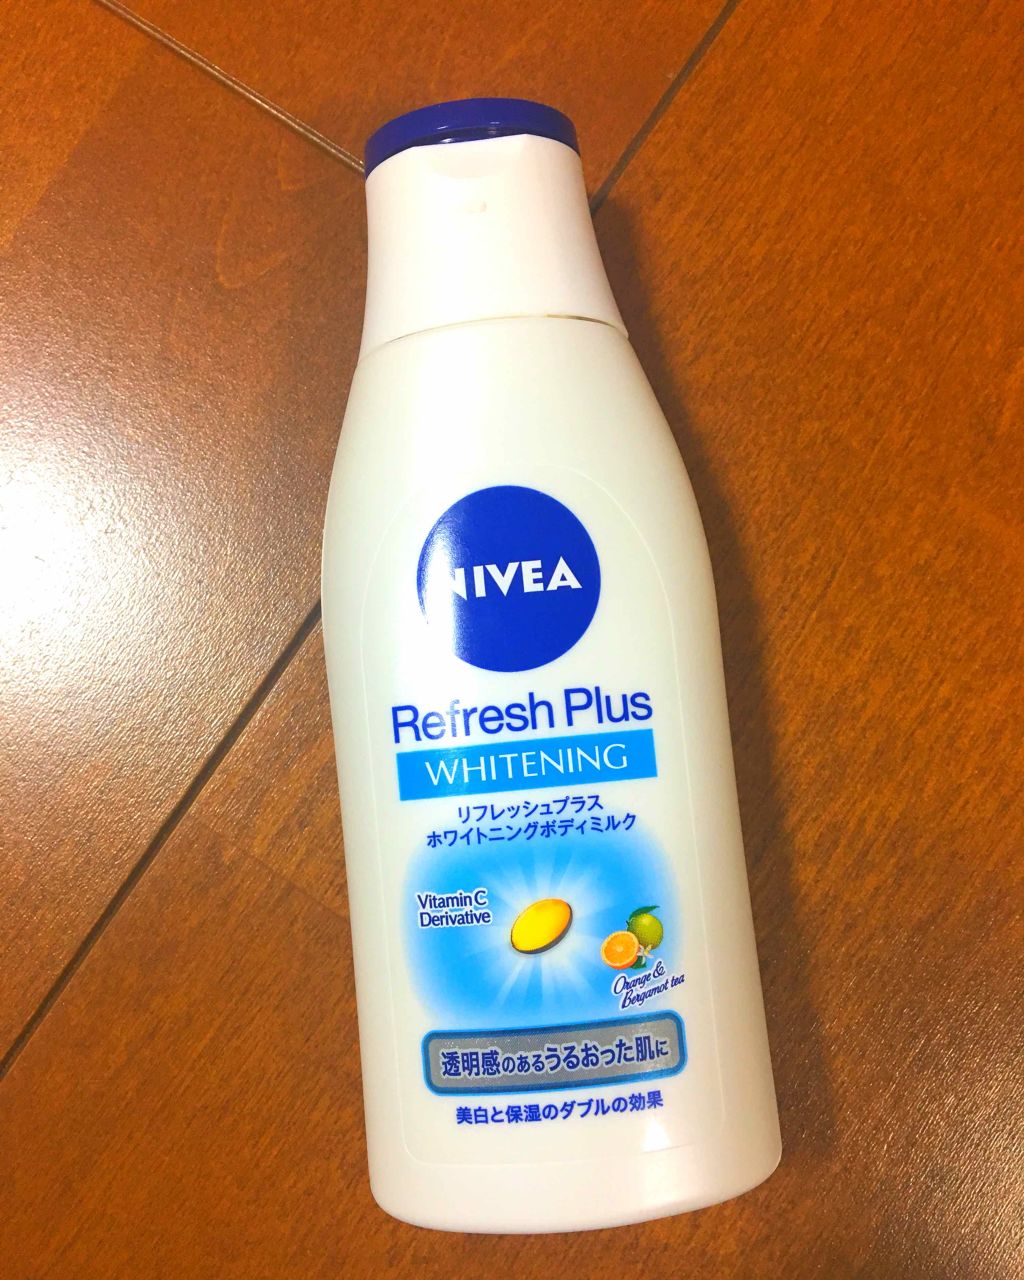 NIVEA
Refresh Plus
WHITENING
リフレッシュプラス
ホワイトニングボディミルク
Vitamin C
Derivative
Orange &
Bergamot tea
透明感のあるうるおった肌に
美白と保湿のダブルの効果